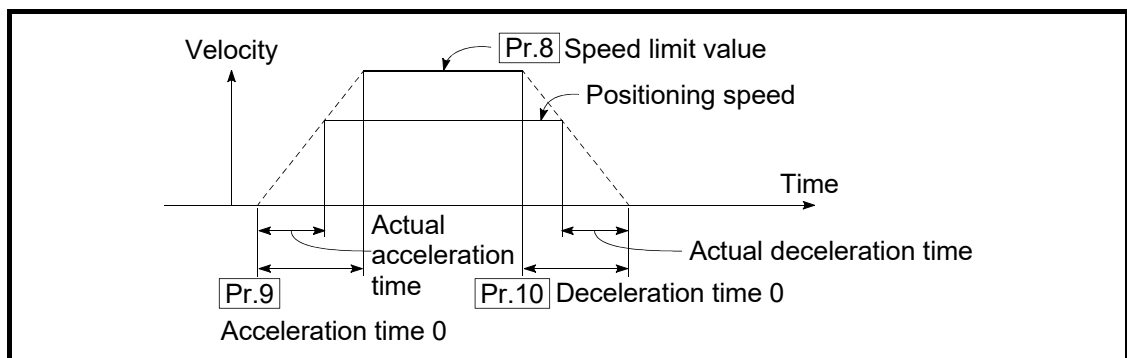 Velocity
Pr.8 Speed limit value
Positioning speed
Time
Actual
acceleration
time
Actual deceleration time
Pr.9
Acceleration time 0
Pr.10 Deceleration time 0